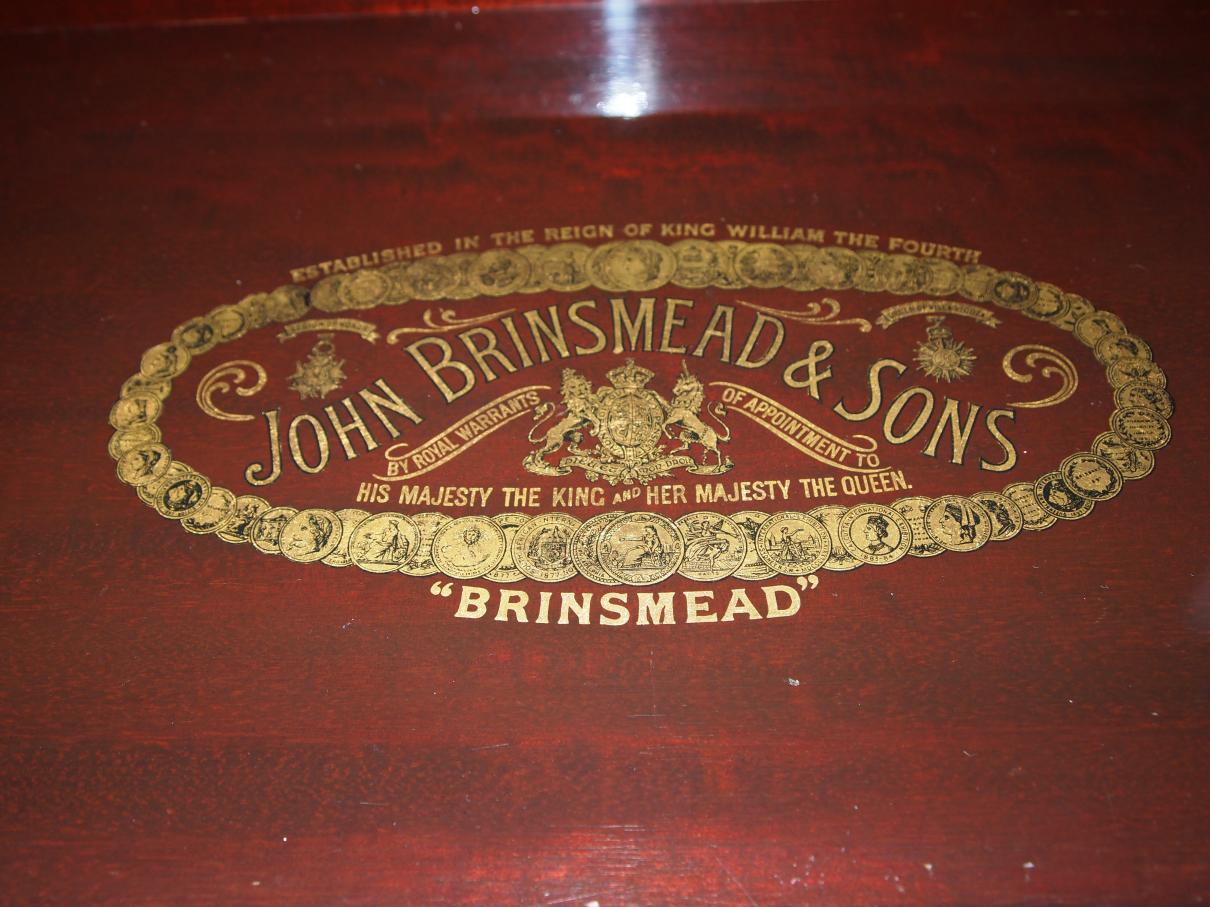 ESTABLISHED IN THE REIGN OF KING WILLIAM THE FOURTH
JOHN BRINSMEAD & SONS
BY ROYAL WARRANTS
OF APPOINTMENT TO
HIS MAJESTY THE KING AND HER MAJESTY THE QUEEN.
"BRINSMEAD"